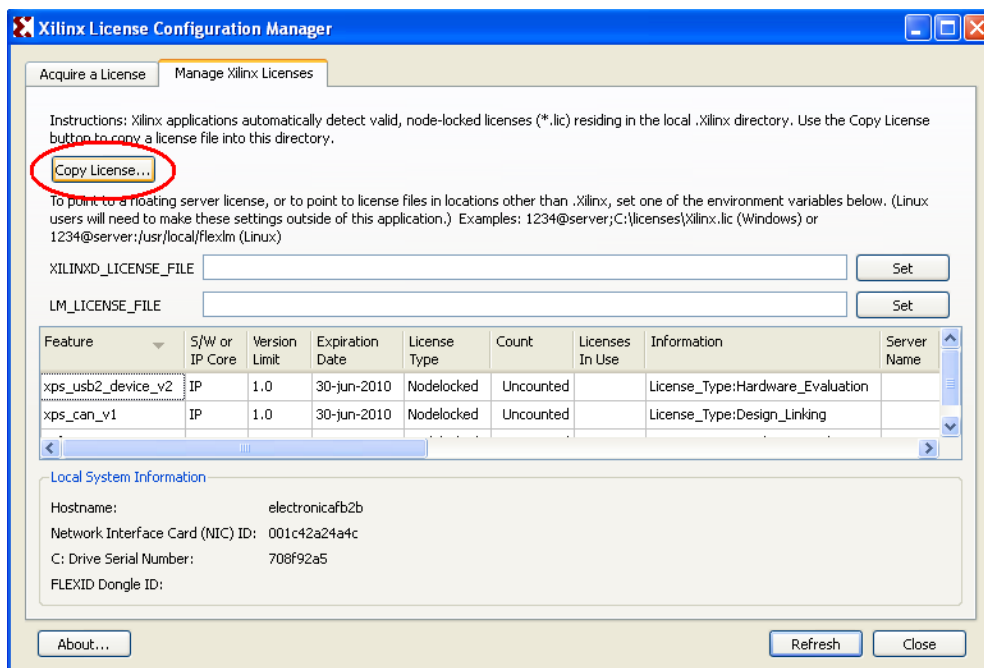 Xilinx License Configuration Manager
Acquire a License
Manage Xilinx Licenses
Instructions: Xilinx applications automatically detect valid, node-locked licenses (*.lic) residing in the local .Xilinx directory. Use the Copy License
button to copy a license file into this directory.
Copy License...
To point to a floating server license, or to point to license files in locations other than .Xilinx, set one of the environment variables below. (Linux
users will need to make these settings outside of this application.) Examples: 1234@server;C:\licenses\Xilinx.lic (Windows) or
1234@server:/usr/local/flexlm (Linux)
XILINXD_LICENSE_FILE Set
LM_LICENSE_FILE Set
Feature S/W or IP Core Version Limit Expiration Date License Type Count Licenses In Use Information Server Name
xps_usb2_device_v2 IP 1.0 30-jun-2010 Nodelocked Uncounted License_Type:Hardware_Evaluation
xps_can_v1 IP 1.0 30-jun-2010 Nodelocked Uncounted License_Type:Design_Linking
Local System Information
Hostname: electronicafb2b
Network Interface Card (NIC) ID: 001c42a24a4c
C: Drive Serial Number: 708f92a5
FLEXID Dongle ID:
About... Refresh Close